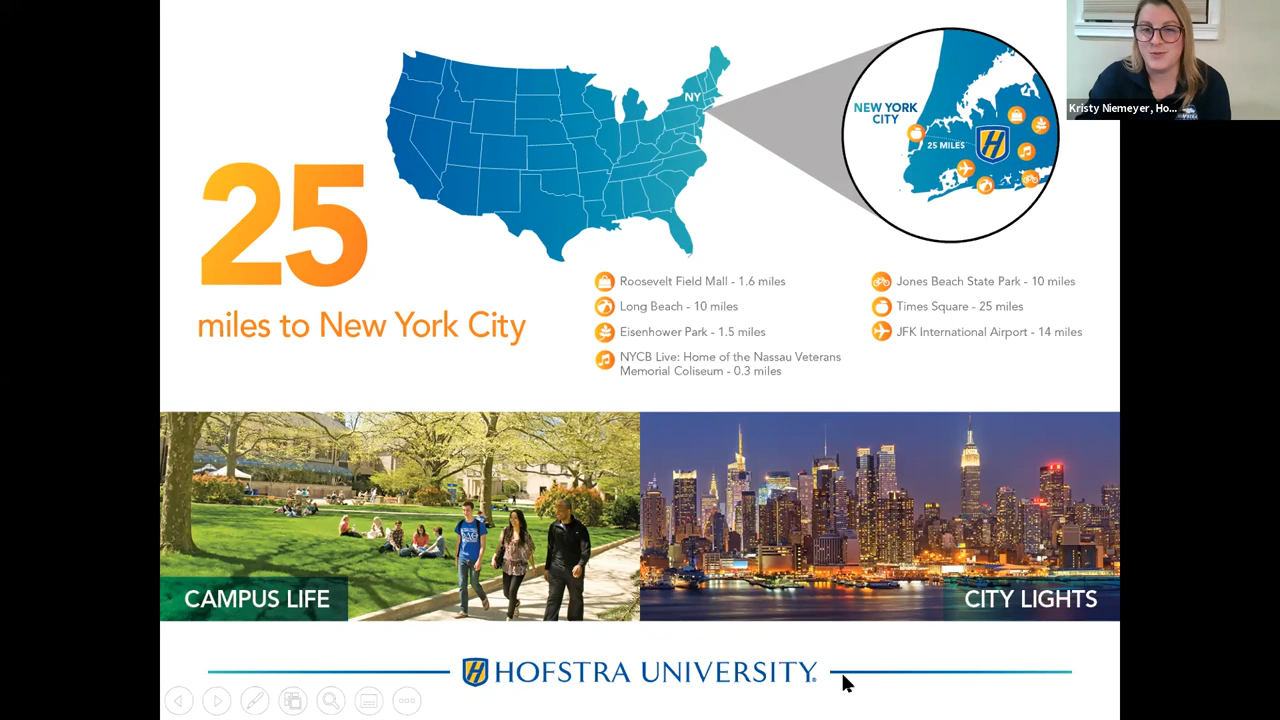 NY
NEW YORK
CITY
25 MILES
Kristy Niemeyer, Ho...
25
miles to New York City
Roosevelt Field Mall - 1.6 miles
Long Beach - 10 miles
Eisenhower Park - 1.5 miles
NYCB Live: Home of the Nassau Veterans
Memorial Coliseum - 0.3 miles
Jones Beach State Park - 10 miles
Times Square - 25 miles
JFK International Airport - 14 miles
CAMPUS LIFE
CITY LIGHTS
HOFSTRA UNIVERSITY®